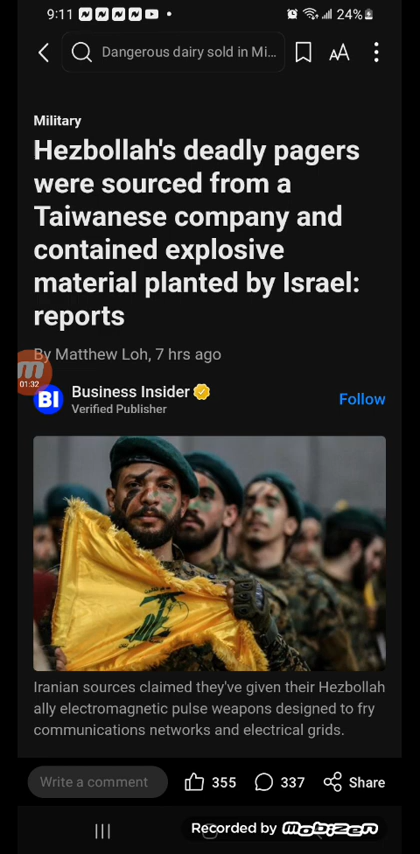 9:11
24%
Dangerous dairy sold in Mi...
AA
Military
Hezbollah's deadly pagers
were sourced from a
Taiwanese company and
contained explosive
material planted by Israel:
reports
By Matthew Loh, 7 hrs ago
01:32
BI
Business Insider
Verified Publisher
Follow
Iranian sources claimed they've given their Hezbollah
ally electromagnetic pulse weapons designed to fry
communications networks and electrical grids.
Write a comment
355
337
Share
Recorded by mobizen